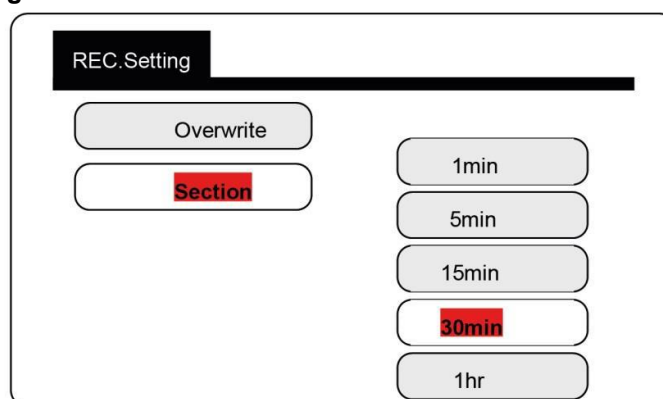 REC.Setting
Overwrite
Section
1min
5min
15min
30min
1hr